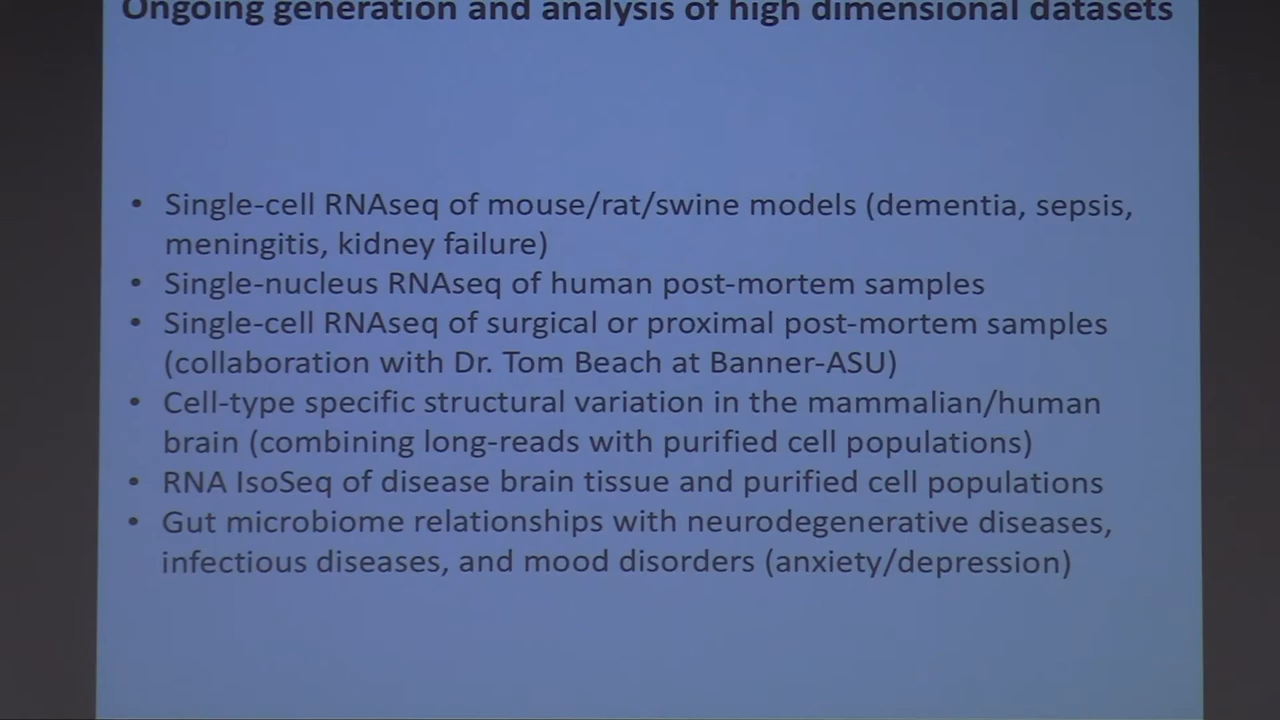 Ongoing generation and analysis of high dimensional datasets
• Single-cell RNAseq of mouse/rat/swine models (dementia, sepsis,
meningitis, kidney failure)
• Single-nucleus RNAseq of human post-mortem samples
• Single-cell RNAseq of surgical or proximal post-mortem samples
(collaboration with Dr. Tom Beach at Banner-ASU)
• Cell-type specific structural variation in the mammalian/human
brain (combining long-reads with purified cell populations)
• RNA IsoSeq of disease brain tissue and purified cell populations
• Gut microbiome relationships with neurodegenerative diseases,
infectious diseases, and mood disorders (anxiety/depression)